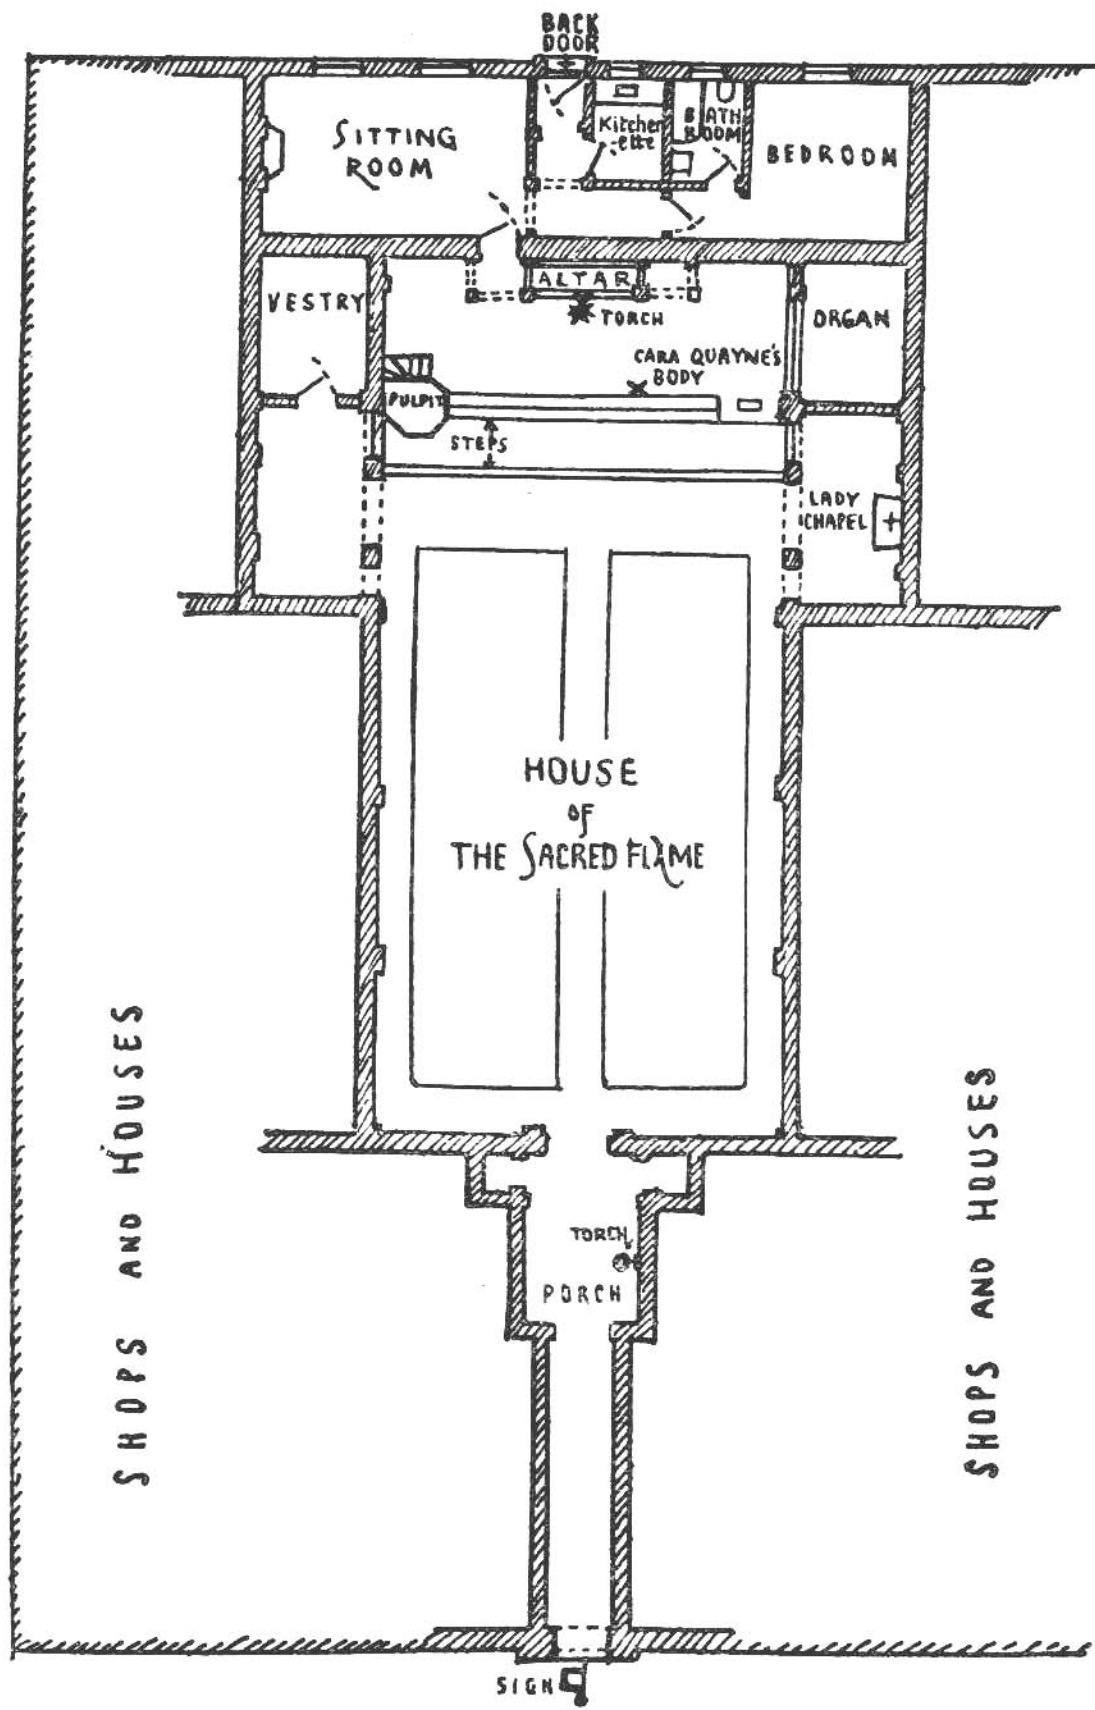 BACK
DOOR
SITTING
ROOM
Kitchen
ette
BATH
ROOM
BEDROOM
VESTRY
ALTAR
TORCH
ORGAN
CARA QUAYNE'S
BODY
PULPIT
STEPS
LADY
CHAPEL
HOUSE
OF
THE SACRED FLAME
SHOPS AND HOUSES
SHOPS AND HOUSES
TORCH
PORCH
SIGN